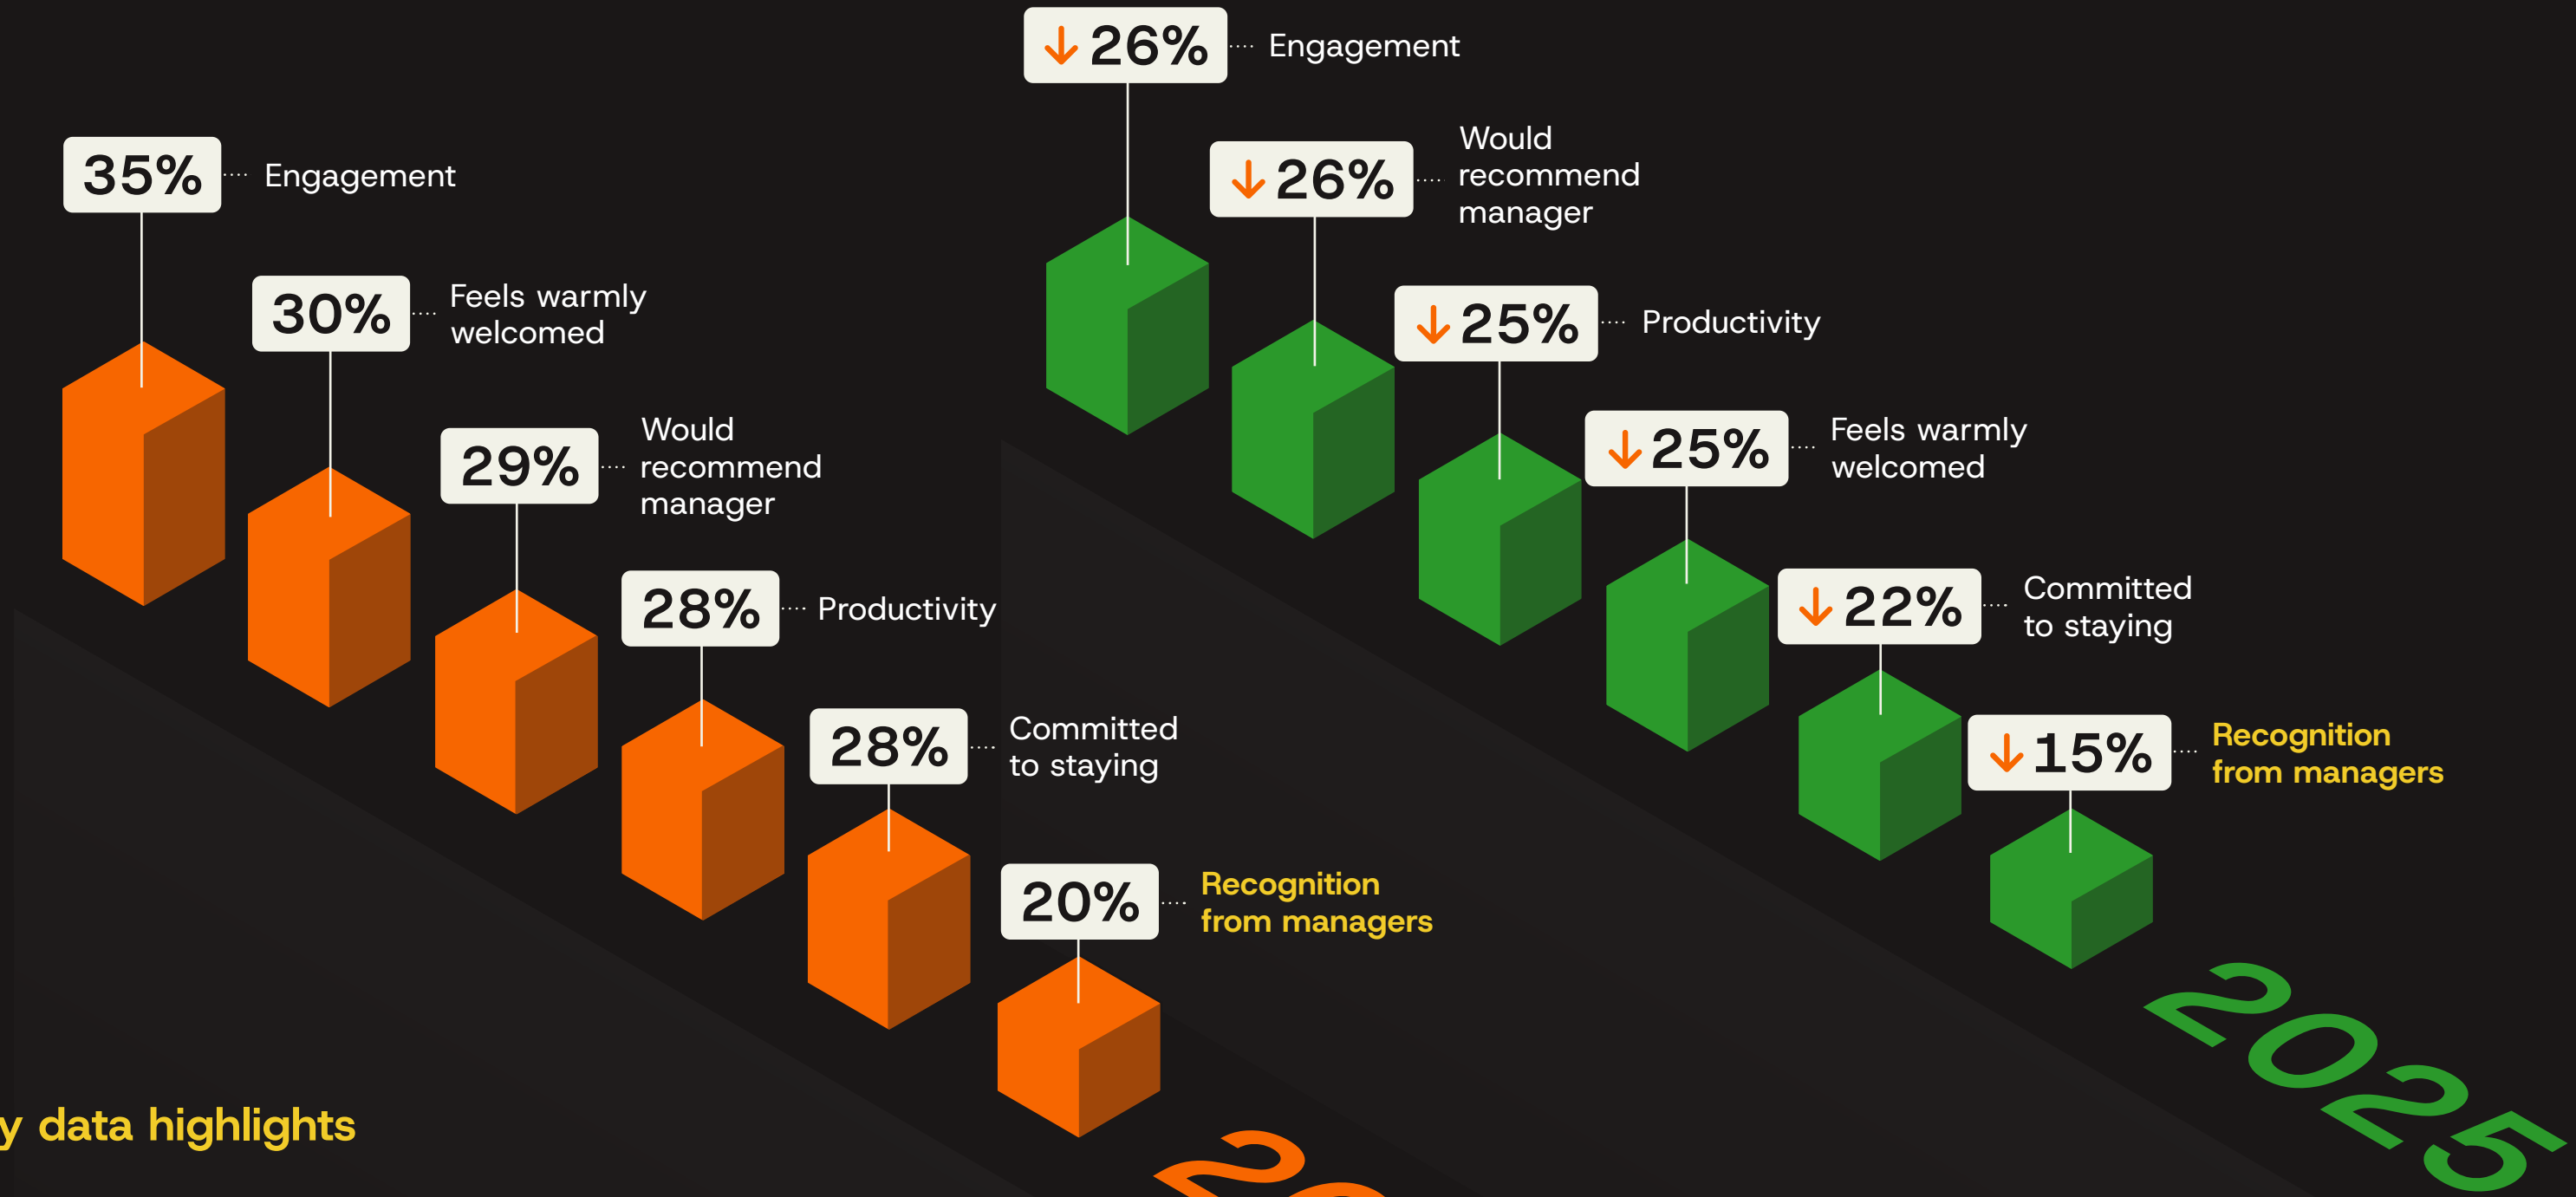 35%
Engagement
30%
Feels warmly
welcomed
29%
Would
recommend
manager
28%
Productivity
28%
Committed
to staying
20%
Recognition
from managers
↓26%
Engagement
↓26%
Would
recommend
manager
↓25%
Productivity
↓25%
Feels warmly
welcomed
↓22%
Committed
to staying
↓15%
Recognition
from managers
2025
y data highlights